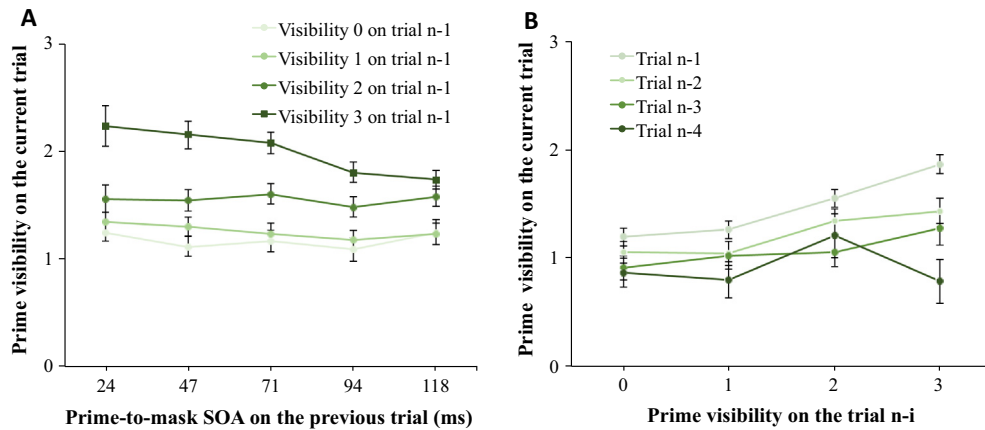 A
Visibility 0 on trial n-1
Visibility 1 on trial n-1
Visibility 2 on trial n-1
Visibility 3 on trial n-1
Prime visibility on the current trial
3
2
1
0
24 47 71 94 118
Prime-to-mask SOA on the previous trial (ms)
B
Trial n-1
Trial n-2
Trial n-3
Trial n-4
Prime visibility on the current trial
3
2
1
0
0 1 2 3
Prime visibility on the trial n-i